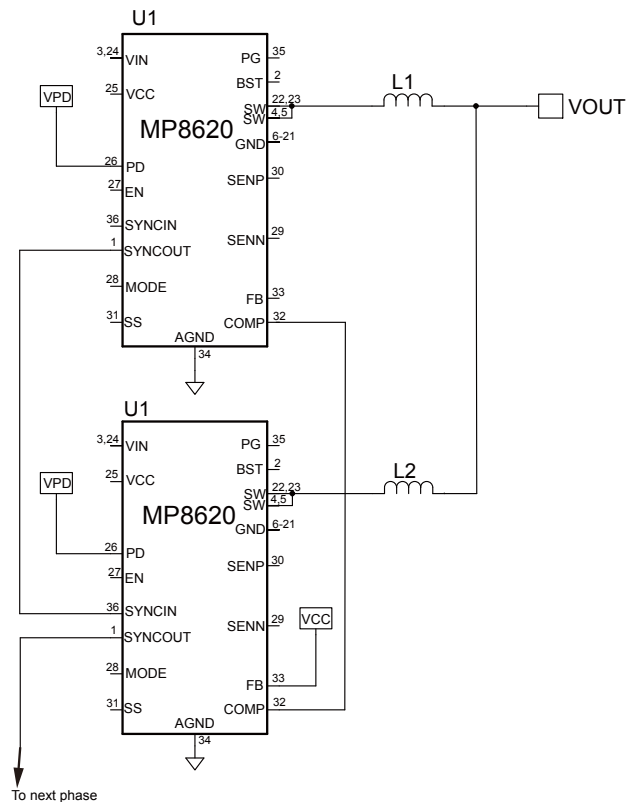 U1
3,24
VIN
PG
35
BST
2
VPD
25
VCC
SW
22,23
SW
4,5
L1
VOUT
MP8620
GND
6-21
26
PD
SENP
30
27
EN
36
SYNCIN
1
SYNCOUT
SENN
29
28
MODE
FB
33
31
SS
COMP
32
AGND
34
U1
3,24
VIN
PG
35
BST
2
VPD
25
VCC
SW
22,23
SW
4,5
L2
MP8620
GND
6-21
26
PD
SENP
30
27
EN
36
SYNCIN
1
SYNCOUT
SENN
29
VCC
28
MODE
FB
33
31
SS
COMP
32
AGND
34
To next phase